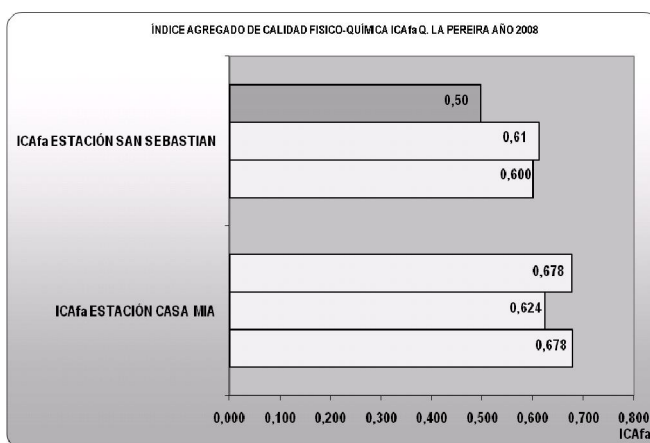 ÍNDICE AGREGADO DE CALIDAD FISICO-QUÍMICA ICAfa Q. LA PEREIRA AÑO 2008
0,50
ICAfa ESTACIÓN SAN SEBASTIAN
0,61
0,600
0,678
ICAfa ESTACIÓN CASA MIA
0,624
0,678
0,000 0,100 0,200 0,300 0,400 0,500 0,600 0,700 0,800
ICAfa